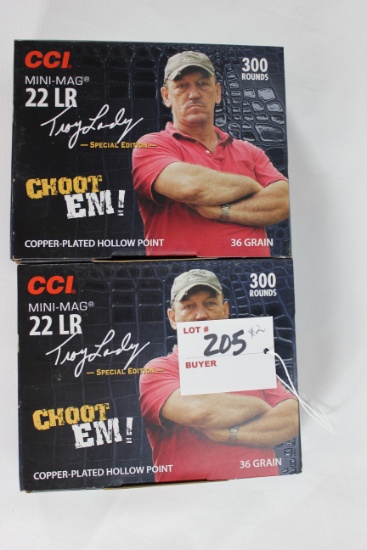 CCI
MINI-MAG®
22 LR
300
ROUNDS
Troy Landry
— SPECIAL EDITION —
CHOOT
EM!
COPPER-PLATED HOLLOW POINT
36 GRAIN
CCI
MINI-MAG®
22 LR
300
ROUNDS
Troy Landry
— SPECIAL EDITION —
LOT #
205 x2
BUYER
CHOOT
EM!
COPPER-PLATED HOLLOW POINT
36 GRAIN